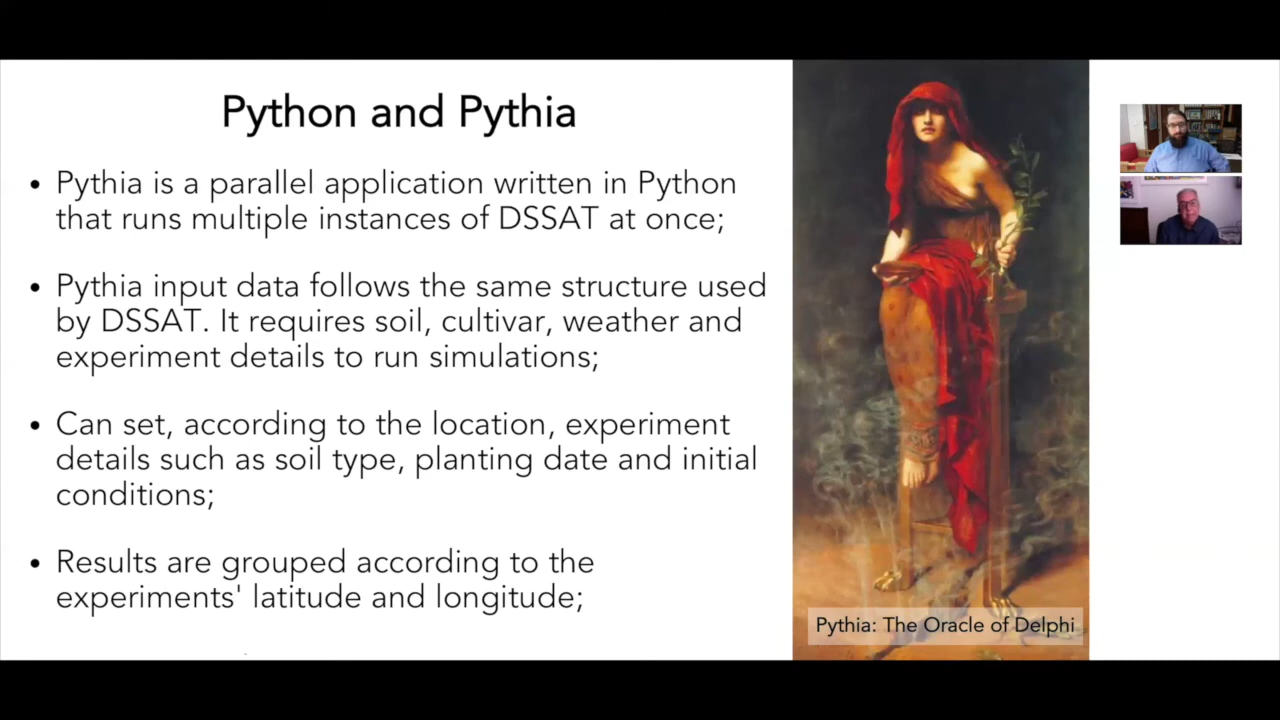 Python and Pythia
• Pythia is a parallel application written in Python
that runs multiple instances of DSSAT at once;
• Pythia input data follows the same structure used
by DSSAT. It requires soil, cultivar, weather and
experiment details to run simulations;
• Can set, according to the location, experiment
details such as soil type, planting date and initial
conditions;
• Results are grouped according to the
experiments' latitude and longitude;
Pythia: The Oracle of Delphi